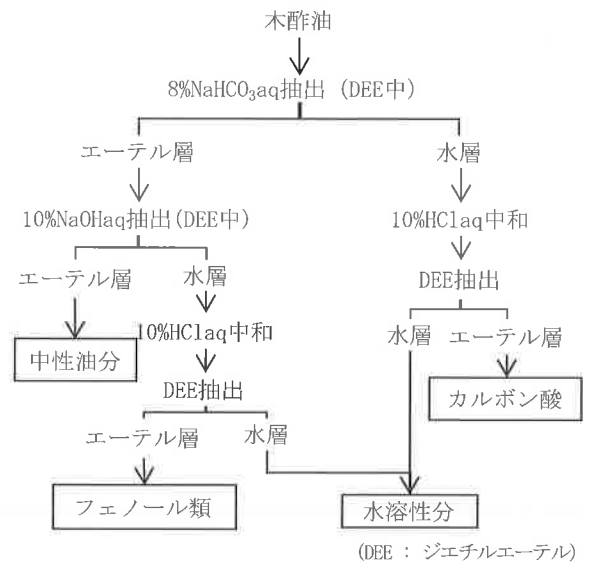 木酢油
8%NaHCO₃aq抽出 (DEE中)
エーテル層
水層
10%NaOHaq抽出(DEE中)
10%HClaq中和
エーテル層
水層
DEE抽出
10%HClaq中和
水層
エーテル層
中性油分
DEE抽出
カルボン酸
エーテル層
水層
フェノール類
水溶性分
(DEE : ジエチルエーテル)